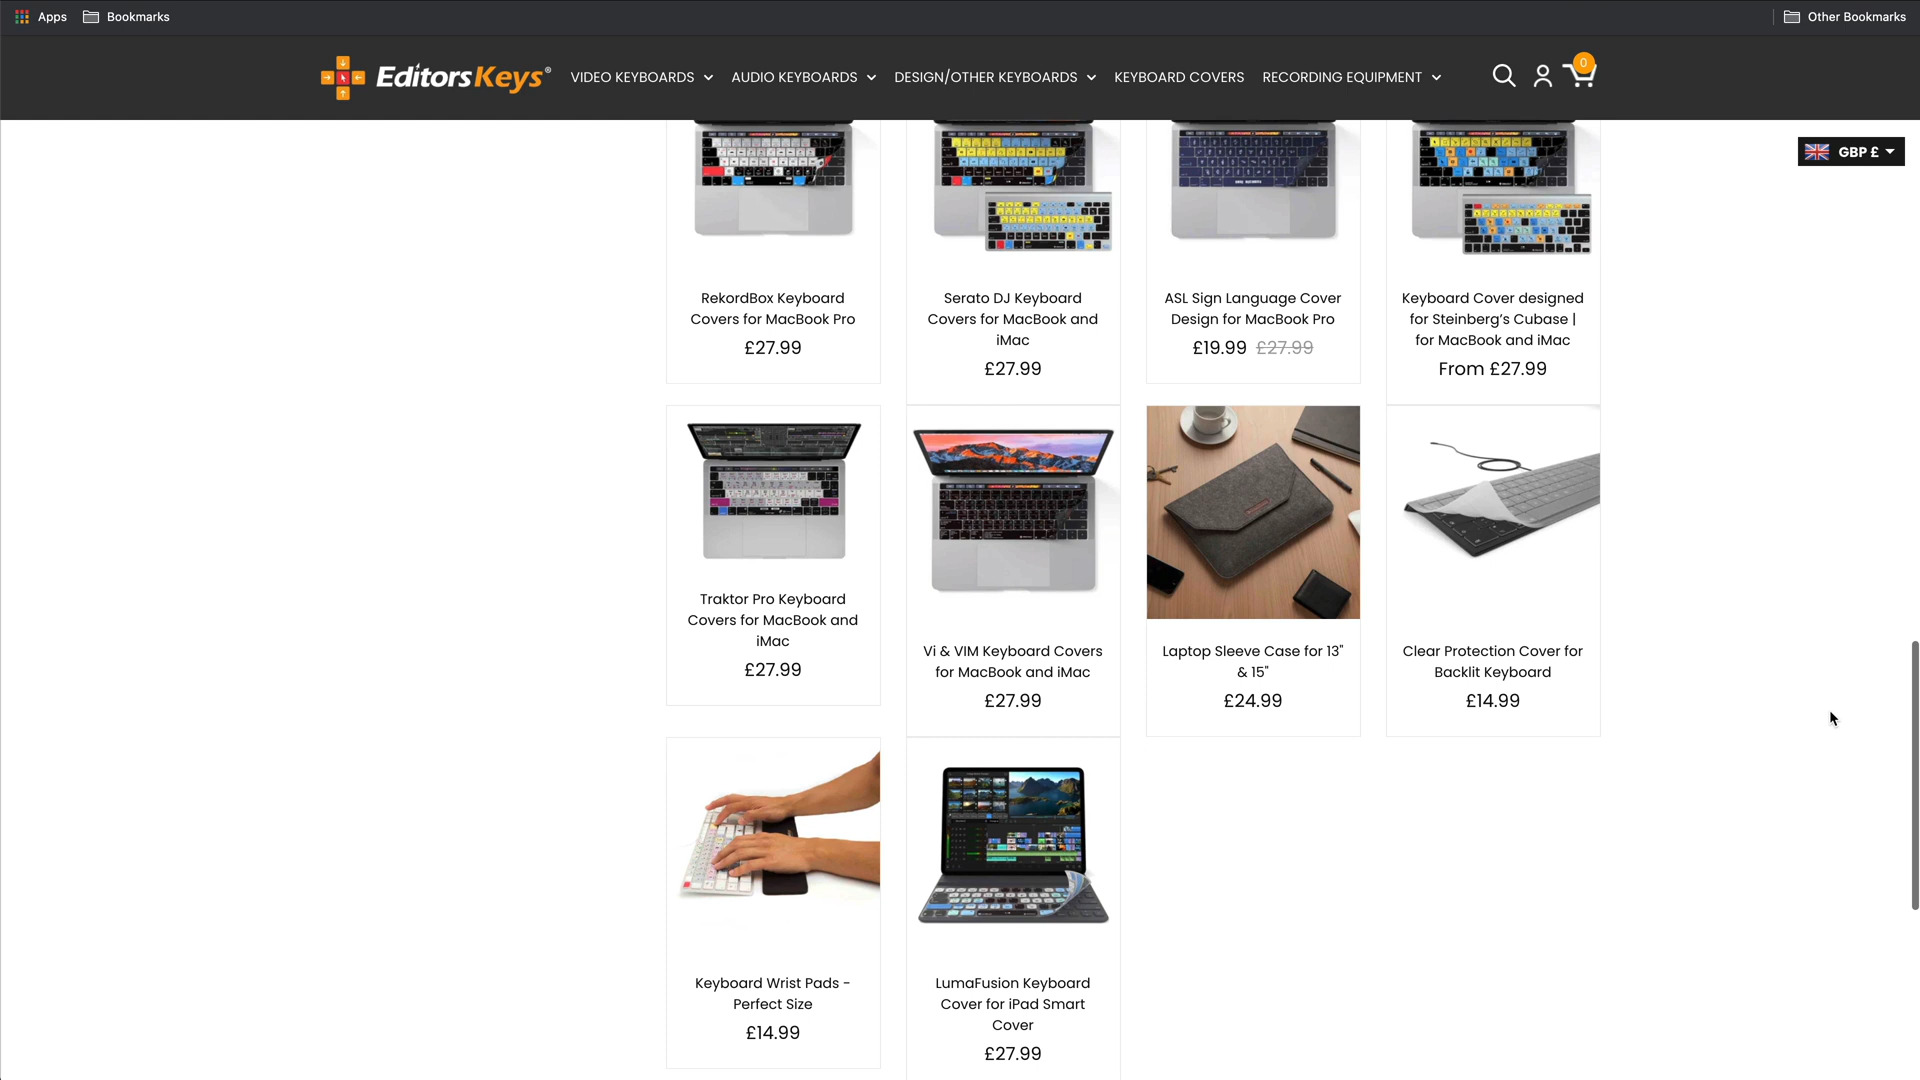 Apps
Bookmarks
Other Bookmarks
EditorsKeys®
VIDEO KEYBOARDS
AUDIO KEYBOARDS
DESIGN/OTHER KEYBOARDS
KEYBOARD COVERS
RECORDING EQUIPMENT
0
GBP £
RekordBox Keyboard
Covers for MacBook Pro
£27.99
Serato DJ Keyboard
Covers for MacBook and
iMac
£27.99
ASL Sign Language Cover
Design for MacBook Pro
£19.99 £27.99
Keyboard Cover designed
for Steinberg’s Cubase |
for MacBook and iMac
From £27.99
Traktor Pro Keyboard
Covers for MacBook and
iMac
£27.99
Vi & VIM Keyboard Covers
for MacBook and iMac
£27.99
Laptop Sleeve Case for 13"
& 15"
£24.99
Clear Protection Cover for
Backlit Keyboard
£14.99
Keyboard Wrist Pads -
Perfect Size
£14.99
LumaFusion Keyboard
Cover for iPad Smart
Cover
£27.99